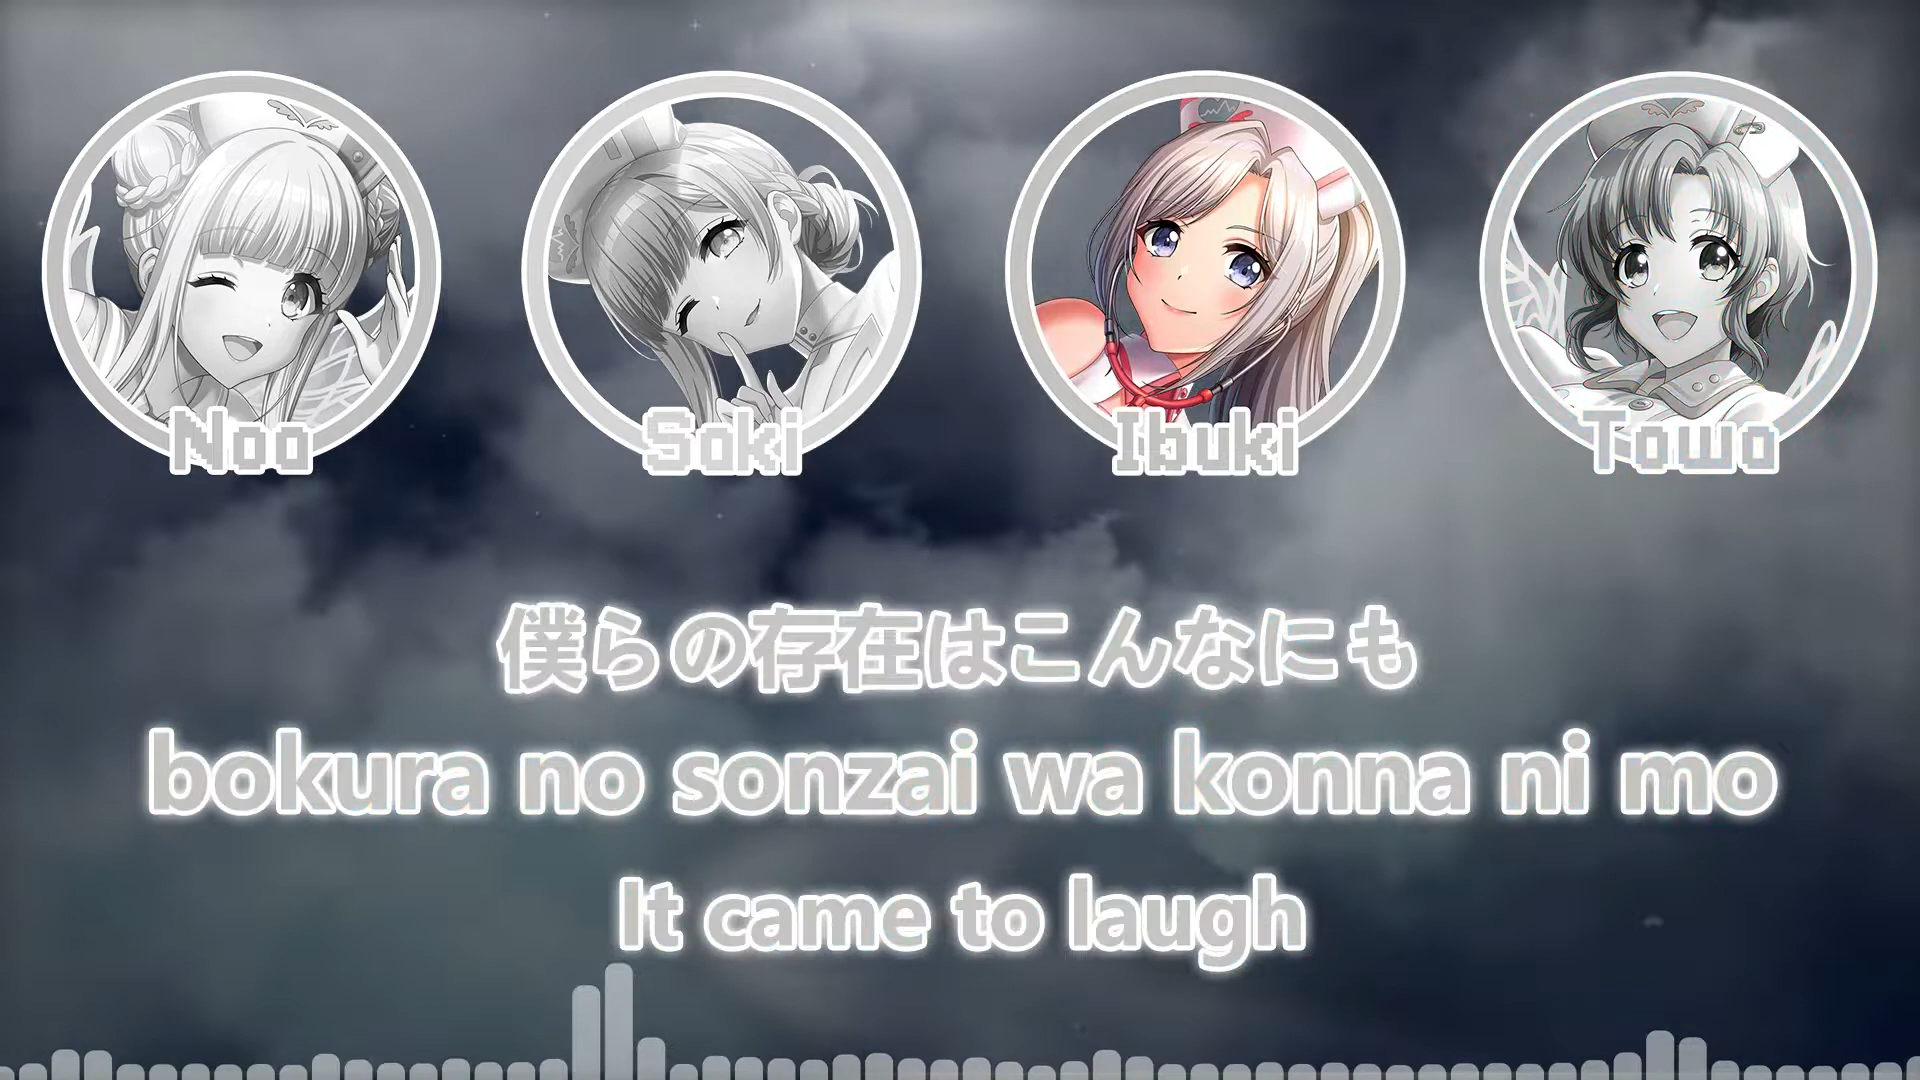 Noa
Saki
Ibuki
Towa
僕らの存在はこんなにも
bokura no sonzai wa konna ni mo
It came to laugh